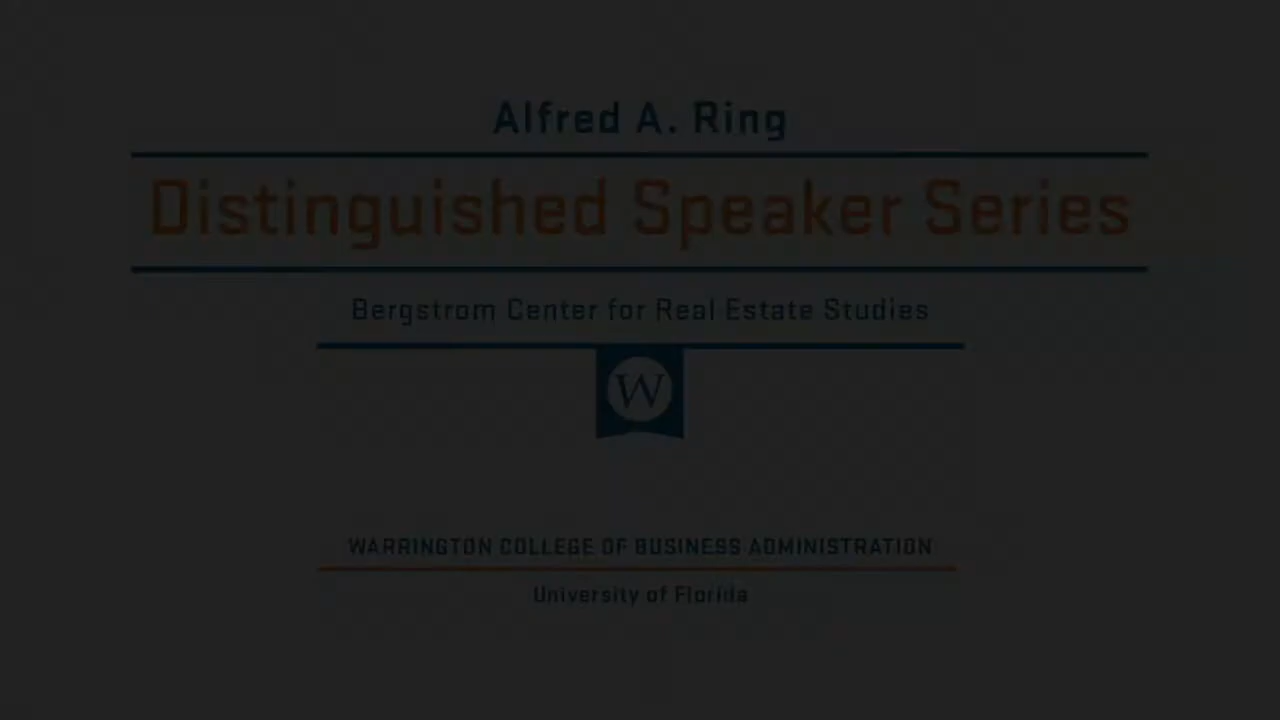 Alfred A. Ring
Distinguished Speaker Series
Bergstrom Center for Real Estate Studies
W
WARRINGTON COLLEGE OF BUSINESS ADMINISTRATION
University of Florida